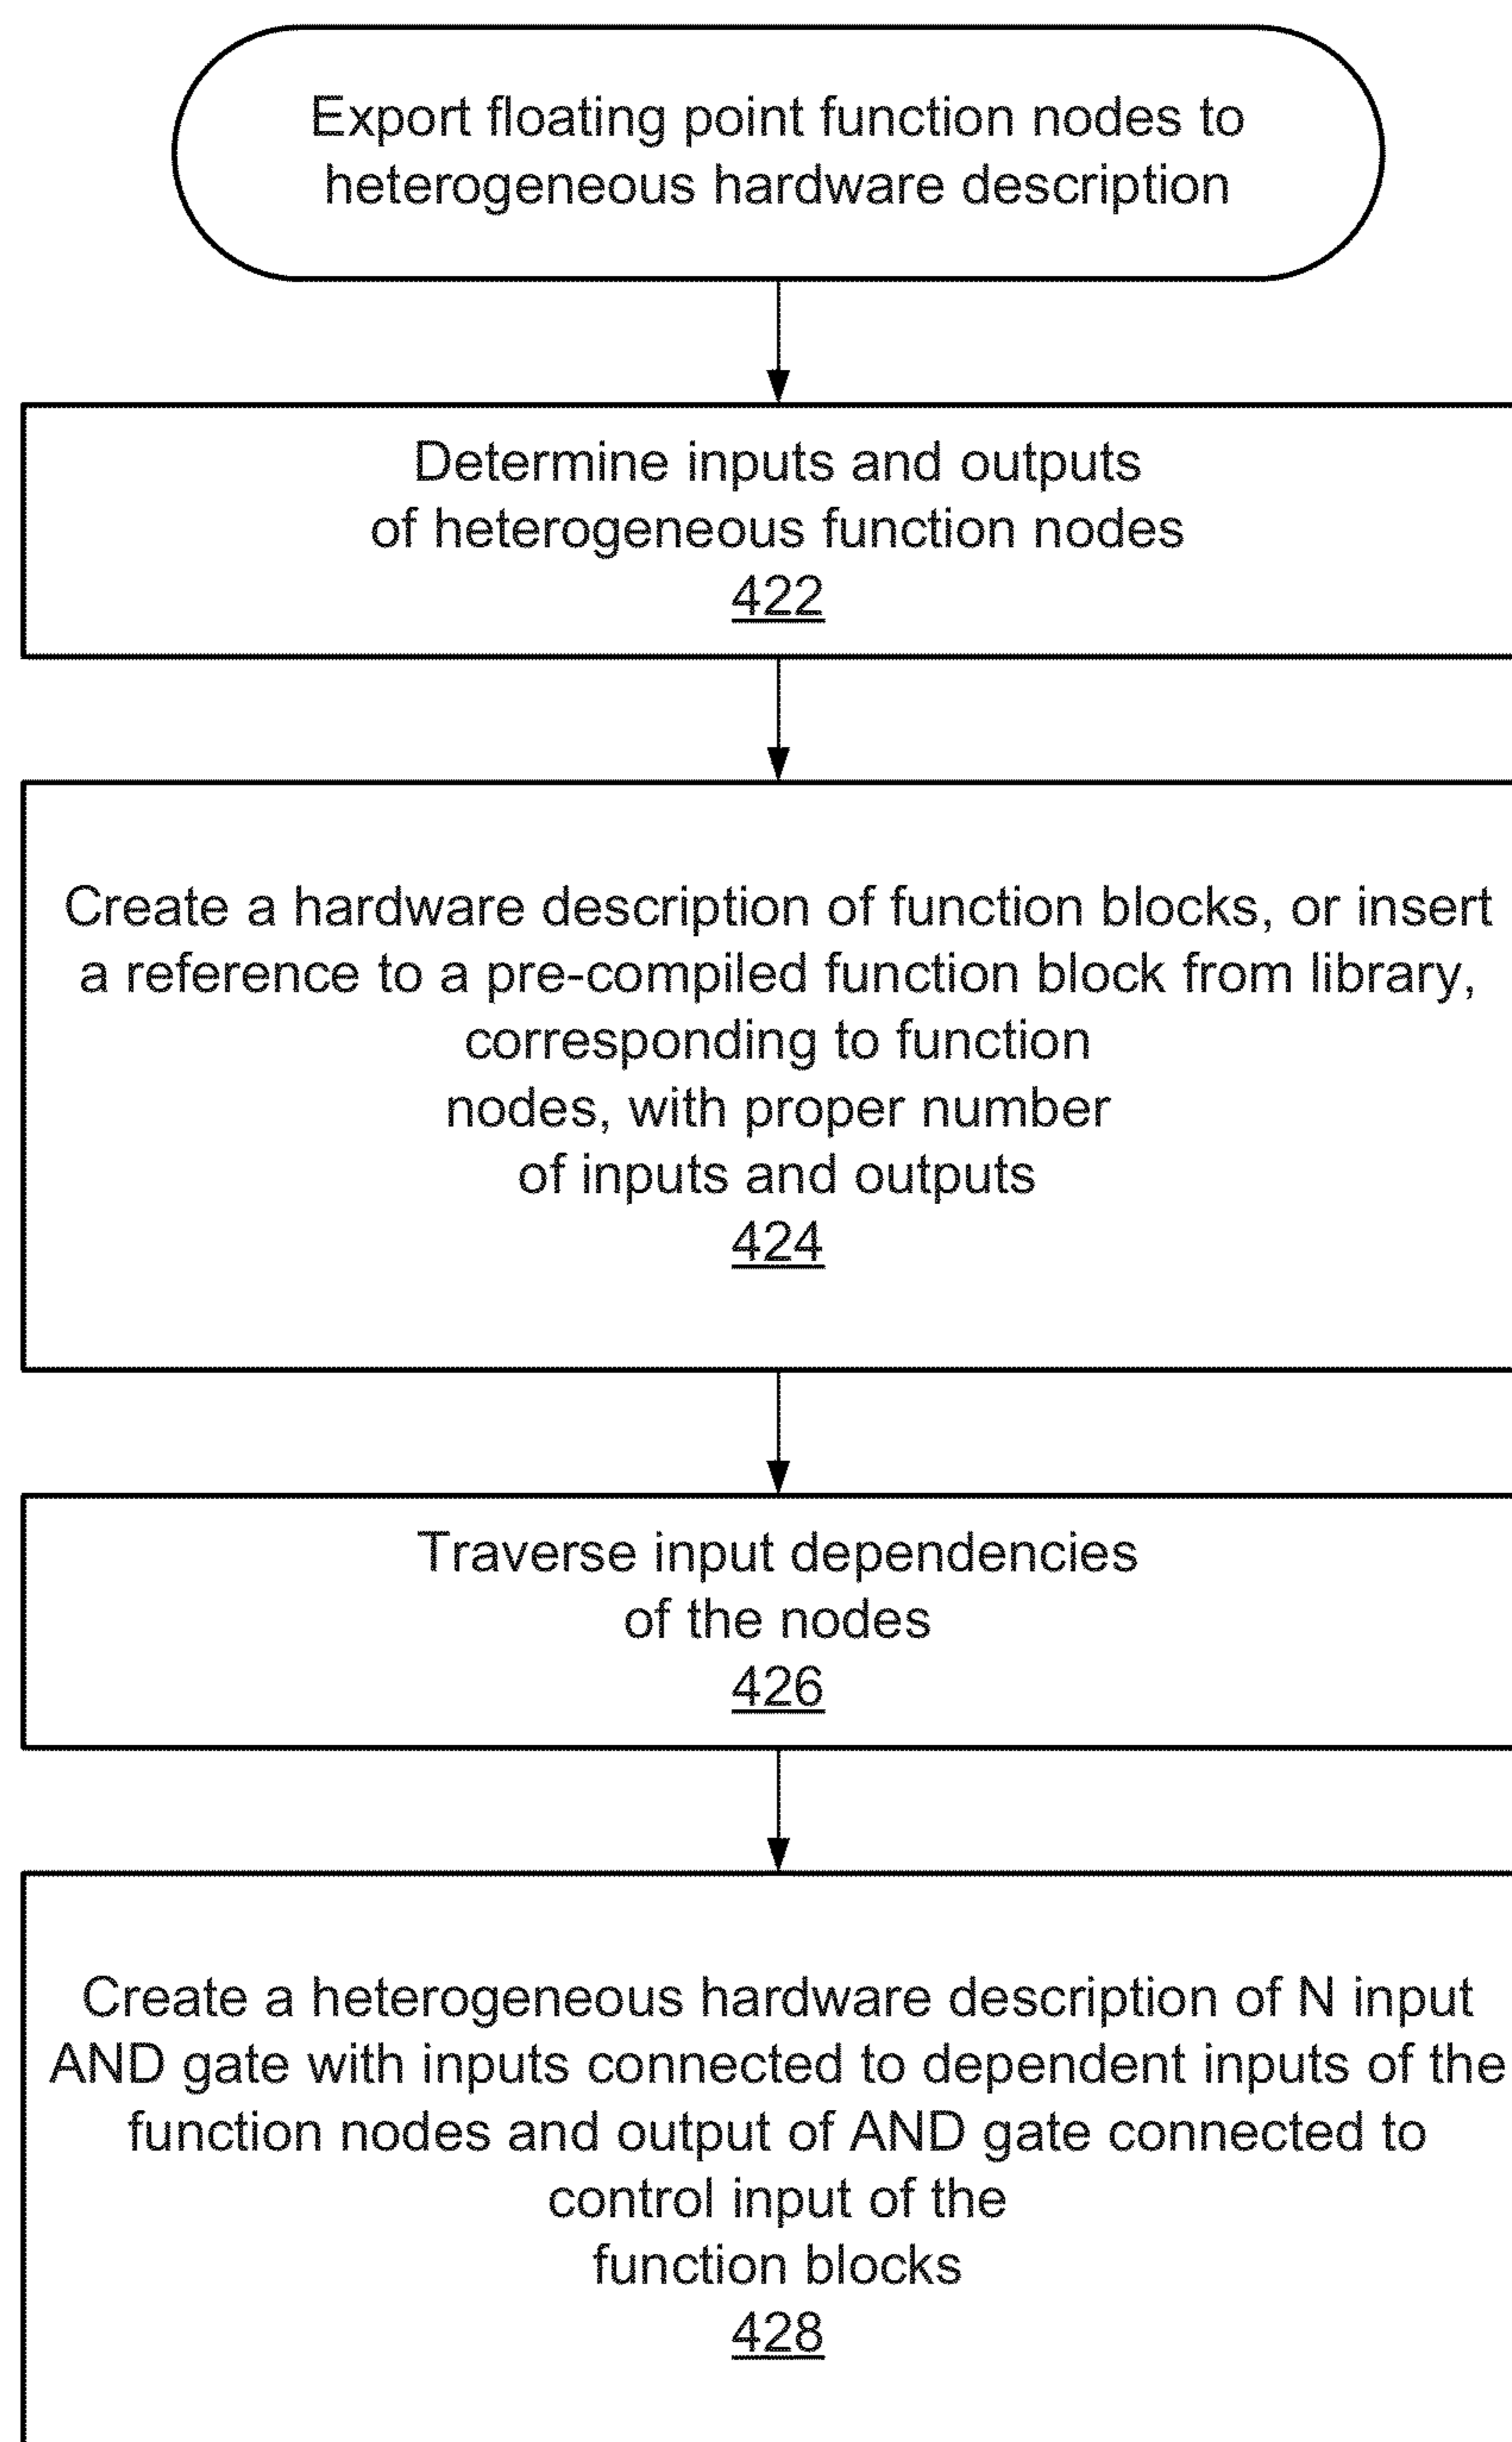 Export floating point function nodes to
heterogeneous hardware description
Determine inputs and outputs
of heterogeneous function nodes
422
Create a hardware description of function blocks, or insert
a reference to a pre-compiled function block from library,
corresponding to function
nodes, with proper number
of inputs and outputs
424
Traverse input dependencies
of the nodes
426
Create a heterogeneous hardware description of N input
AND gate with inputs connected to dependent inputs of the
function nodes and output of AND gate connected to
control input of the
function blocks
428